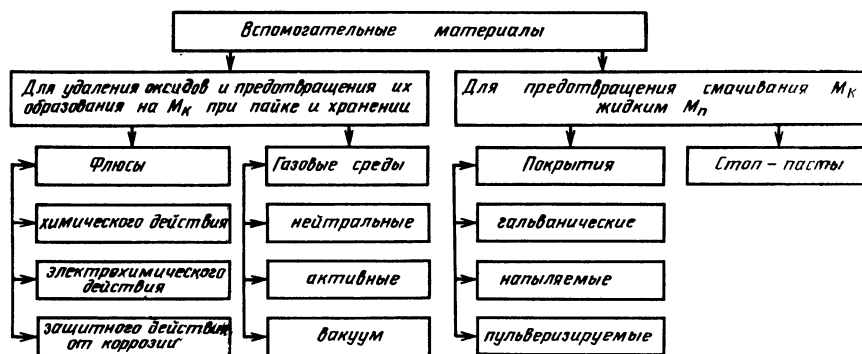 Вспомогательные материалы
Для удаления оксидов и предотвращения их
образования на Мк при пайке и хранении
Для предотвращения смачивания Мк
жидким Мп
Флюсы
Газовые среды
Покрытия
Стоп-пасты
химического действия
нейтральные
гальванические
электрохимического
действия
активные
напыляемые
защитного действия
от коррозии
вакуум
пульверизируемые